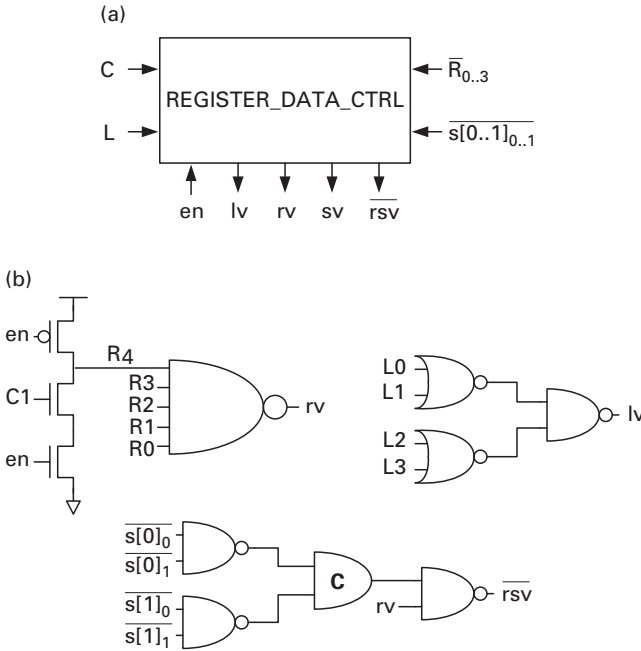 (a)
C
REGISTER_DATA_CTRL
R̅₀..₃
L
s[0..1]₀..₁
en lv rv sv rsv
(b)
en
R4
C1
R3
R2
R1
R0
rv
en
L0
L1
L2
L3
lv
s[0]₀
s[0]₁
s[1]₀
s[1]₁
C
rv
rsv